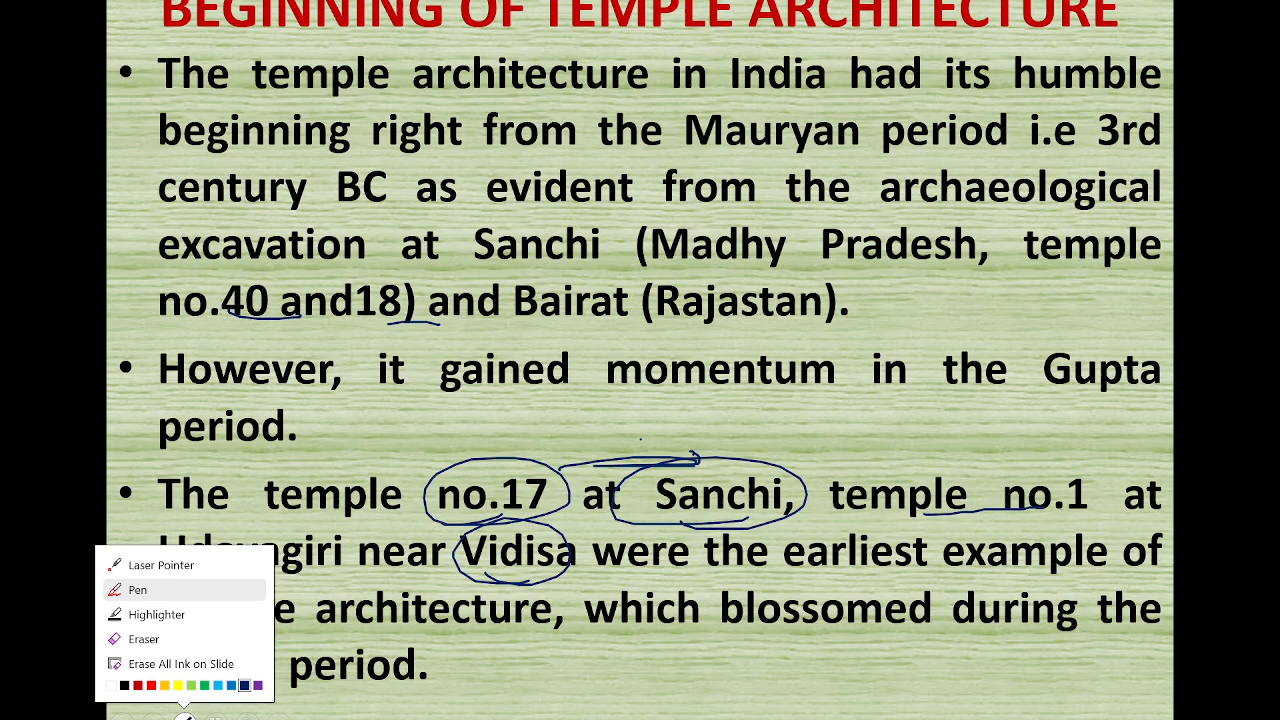 BEGINNING OF TEMPLE ARCHITECTURE
• The temple architecture in India had its humble
beginning right from the Mauryan period i.e 3rd
century BC as evident from the archaeological
excavation at Sanchi (Madhy Pradesh, temple
no.40 and18) and Bairat (Rajastan).
• However, it gained momentum in the Gupta
period.
• The temple no.17 at Sanchi, temple no.1 at
near Vidisa were the earliest example of
architecture, which blossomed during the
period.
Laser Pointer
Pen
Highlighter
Eraser
Erase All Ink on Slide